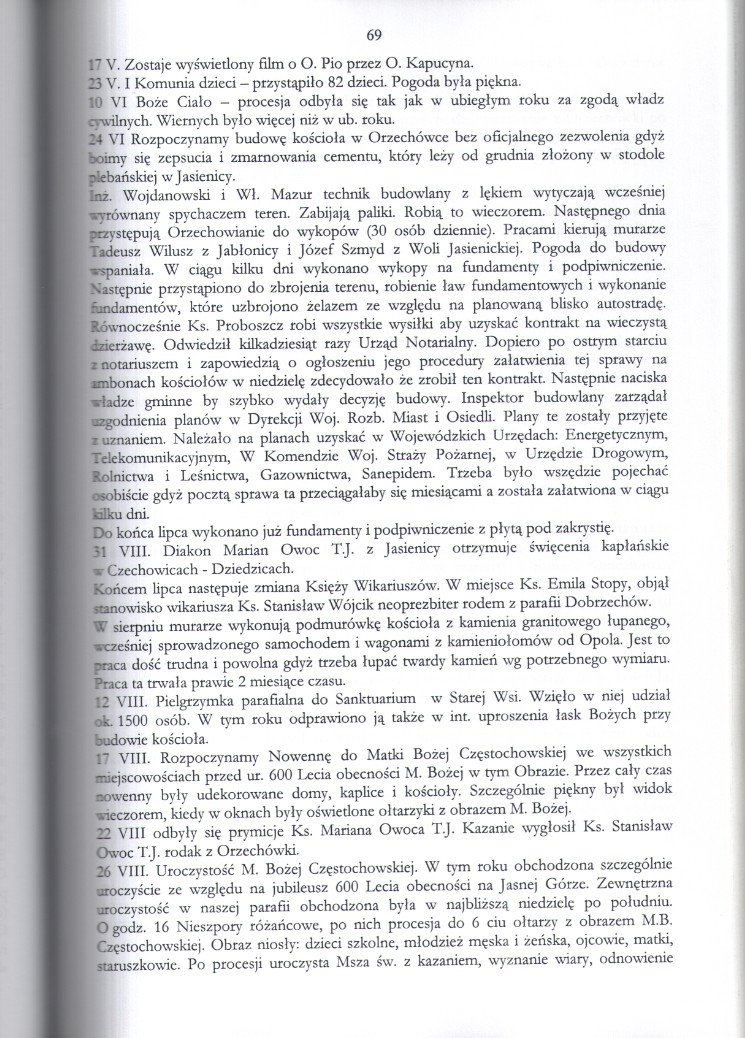 69
17 V. Zostaje wyświetlony film o O. Pio przez O. Kapucyna.
23 V. I Komunia dzieci – przystąpiło 82 dzieci. Pogoda była piękna.
10 VI Boże Ciało – procesja odbyła się tak jak w ubiegłym roku za zgodą władz
cywilnych. Wiernych było więcej niż w ub. roku.
24 VI Rozpoczynamy budowę kościoła w Orzechówce bez oficjalnego zezwolenia gdyż
boimy się zepsucia i zmarnowania cementu, który leży od grudnia złożony w stodole
plebańskiej w Jasienicy.
Inż. Wojdanowski i Wł. Mazur technik budowlany z lękiem wytyczają wcześniej
wyrównany spychaczem teren. Zabijają paliki. Robią to wieczorem. Następnego dnia
przystępują Orzechowianie do wykopów (30 osób dziennie). Pracami kierują murarze
Tadeusz Wilusz z Jabłonicy i Józef Szmyd z Woli Jasienickiej. Pogoda do budowy
wspaniała. W ciągu kilku dni wykonano wykopy na fundamenty i podpiwniczenie.
Następnie przystąpiono do zbrojenia terenu, robienie ław fundamentowych i wykonanie
fundamentów, które uzbrojono żelazem ze względu na planowaną blisko autostradę.
Równocześnie Ks. Proboszcz robi wszystkie wysiłki aby uzyskać kontrakt na wieczystą
dzierżawę. Odwiedził kilkadziesiąt razy Urząd Notarialny. Dopiero po ostrym starciu
z notariuszem i zapowiedzią o ogłoszeniu jego procedury załatwienia tej sprawy na
ambonach kościołów w niedzielę zdecydowało że zrobił ten kontrakt. Następnie naciska
władze gminne by szybko wydały decyzję budowy. Inspektor budowlany zarządał
uzgodnienia planów w Dyrekcji Woj. Rozb. Miast i Osiedli. Plany te zostały przyjęte
z uznaniem. Należało na planach uzyskać w Wojewódzkich Urzędach: Energetycznym,
Telekomunikacyjnym, W Komendzie Woj. Straży Pożarnej, w Urzędzie Drogowym,
Rolnictwa i Leśnictwa, Gazownictwa, Sanepidem. Trzeba było wszędzie pojechać
osobiście gdyż pocztą sprawa ta przeciągałaby się miesiącami a została załatwiona w ciągu
kilku dni.
Do końca lipca wykonano już fundamenty i podpiwniczenie z płytą pod zakrystię.
31 VIII. Diakon Marian Owoc T.J. z Jasienicy otrzymuje święcenia kapłańskie
w Czechowicach - Dziedzicach.
Końcem lipca następuje zmiana Księży Wikariuszów. W miejsce Ks. Emila Stopy, objął
stanowisko wikariusza Ks. Stanisław Wójcik neoprezbiter rodem z parafii Dobrzechów.
W sierpniu murarze wykonują podmurówkę kościoła z kamienia granitowego łupanego,
wcześniej sprowadzonego samochodem i wagonami z kamieniołomów od Opola. Jest to
praca dość trudna i powolna gdyż trzeba łupać twardy kamień wg potrzebnego wymiaru.
Praca ta trwała prawie 2 miesiące czasu.
12 VIII. Pielgrzymka parafialna do Sanktuarium w Starej Wsi. Wzięło w niej udział
ok. 1500 osób. W tym roku odprawiono ją także w int. uproszenia łask Bożych przy
budowie kościoła.
17 VIII. Rozpoczynamy Nowennę do Matki Bożej Częstochowskiej we wszystkich
miejscowościach przed ur. 600 Lecia obecności M. Bożej w tym Obrazie. Przez cały czas
nowenny były udekorowane domy, kaplice i kościoły. Szczególnie piękny był widok
wieczorem, kiedy w oknach były oświetlone ołtarzyki z obrazem M. Bożej.
22 VIII odbyły się prymicje Ks. Mariana Owoca T.J. Kazanie wygłosił Ks. Stanisław
Owoc T.J. rodak z Orzechówki.
26 VIII. Uroczystość M. Bożej Częstochowskiej. W tym roku obchodzona szczególnie
uroczyście ze względu na jubileusz 600 Lecia obecności na Jasnej Górze. Zewnętrzna
uroczystość w naszej parafii obchodzona była w najbliższą niedzielę po południu.
O godz. 16 Nieszpory różańcowe, po nich procesja do 6 ciu ołtarzy z obrazem M.B.
Częstochowskiej. Obraz niosły: dzieci szkolne, młodzież męska i żeńska, ojcowie, matki,
staruszkowie. Po procesji uroczysta Msza św. z kazaniem, wyznanie wiary, odnowienie